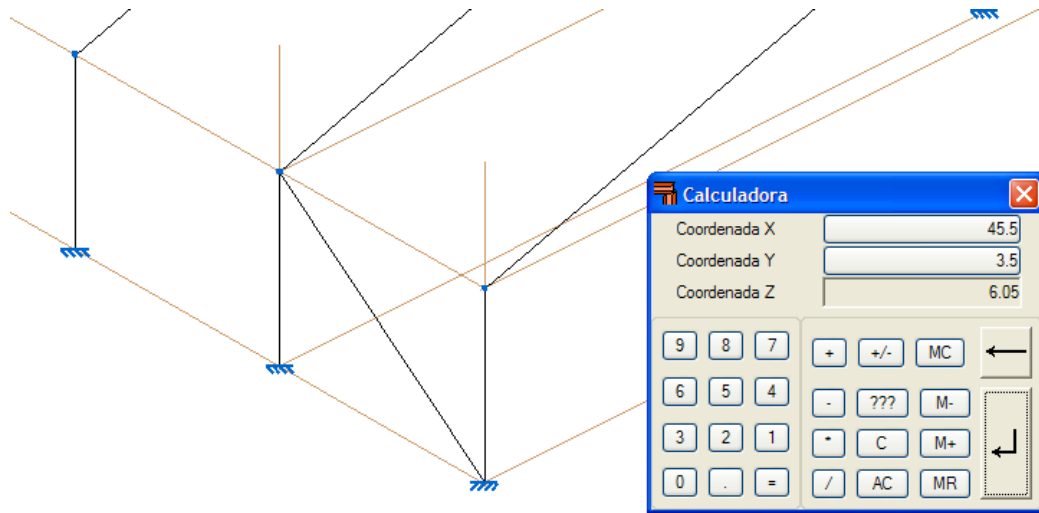 Calculadora
Coordenada X 45.5
Coordenada Y 3.5
Coordenada Z 6.05
9 8 7 + +/- MC
6 5 4 - ??? M-
3 2 1 * C M+
0 . = / AC MR